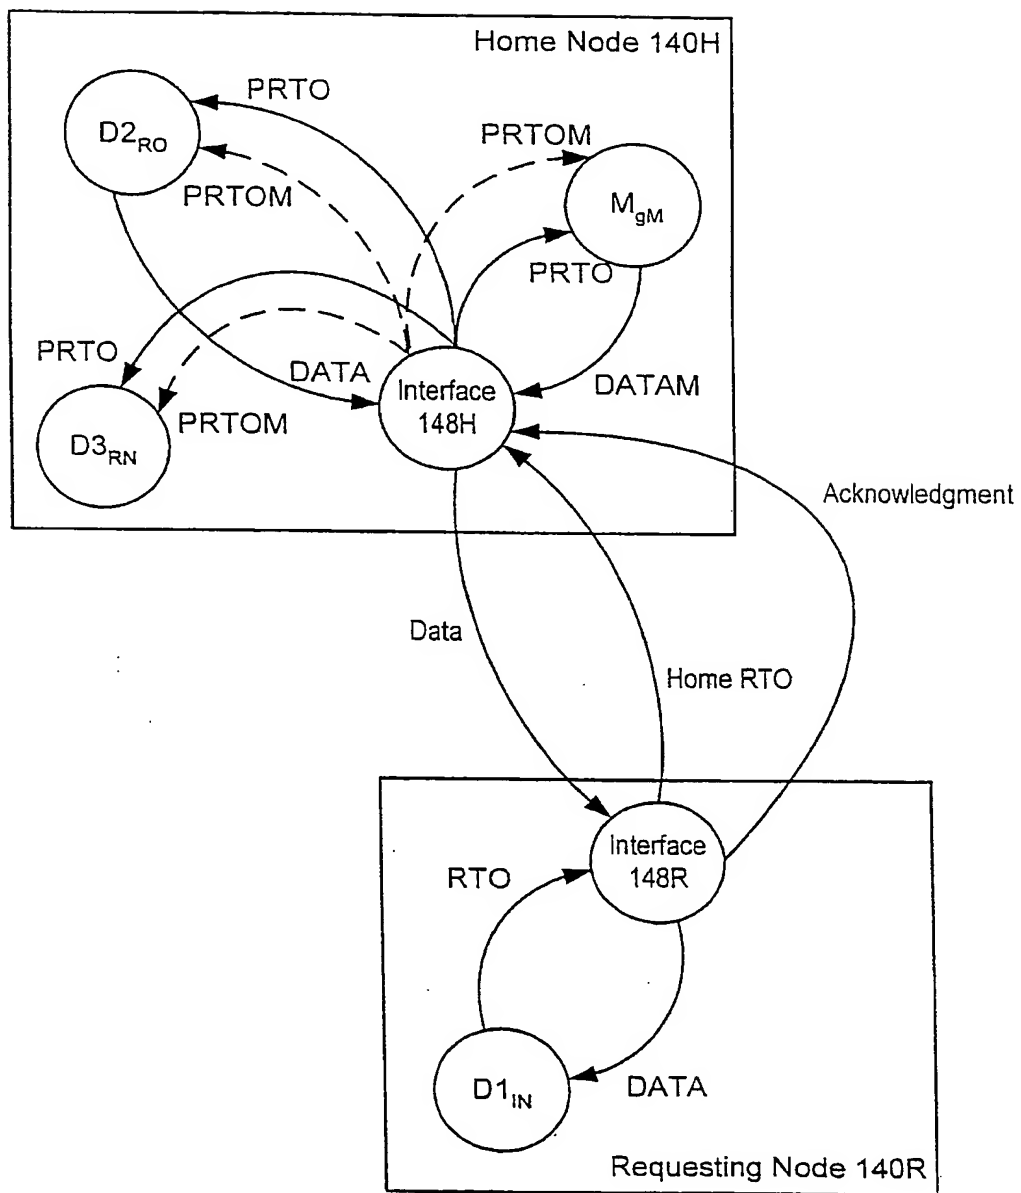 Home Node 140H
PRTO
D2RO
PRTOM
PRTOM
MgM
PRTO
PRTO
DATA
Interface
148H
DATAM
D3RN
PRTOM
Acknowledgment
Data
Home RTO
Interface
148R
RTO
D1IN
DATA
Requesting Node 140R